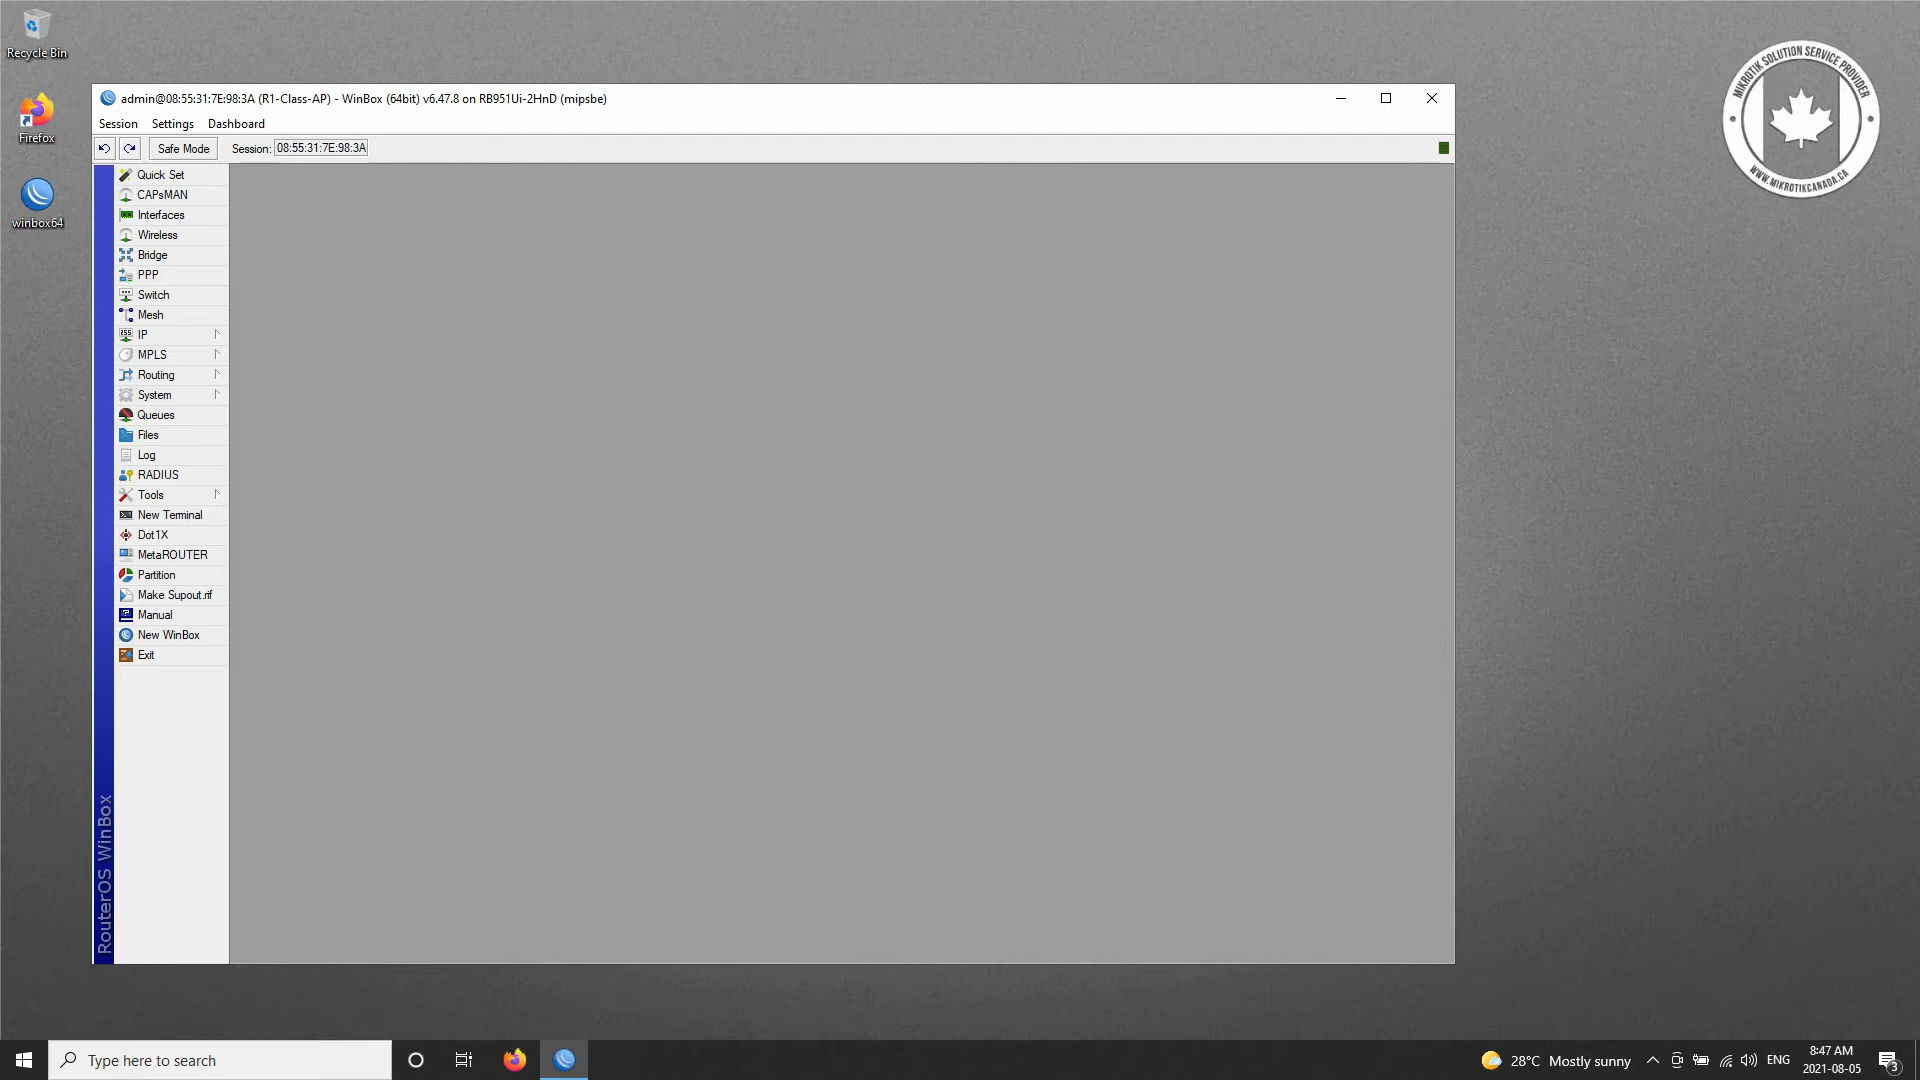 Recycle Bin
Firefox
winbox64
MIKROTIK SOLUTION SERVICE PROVIDER
WWW.MIKROTIKCANADA.CA
admin@08:55:31:7E:98:3A (R1-Class-AP) - WinBox (64bit) v6.47.8 on RB951Ui-2HnD (mipsbe)
Session Settings Dashboard
Safe Mode Session: 08:55:31:7E:98:3A
Quick Set
CAPsMAN
Interfaces
Wireless
Bridge
PPP
Switch
Mesh
IP
MPLS
Routing
System
Queues
Files
Log
RADIUS
Tools
New Terminal
Dot1X
MetaROUTER
Partition
Make Supout.rif
Manual
New WinBox
Exit
RouterOS WinBox
Type here to search
28°C Mostly sunny
ENG
8:47 AM
2021-08-05
3